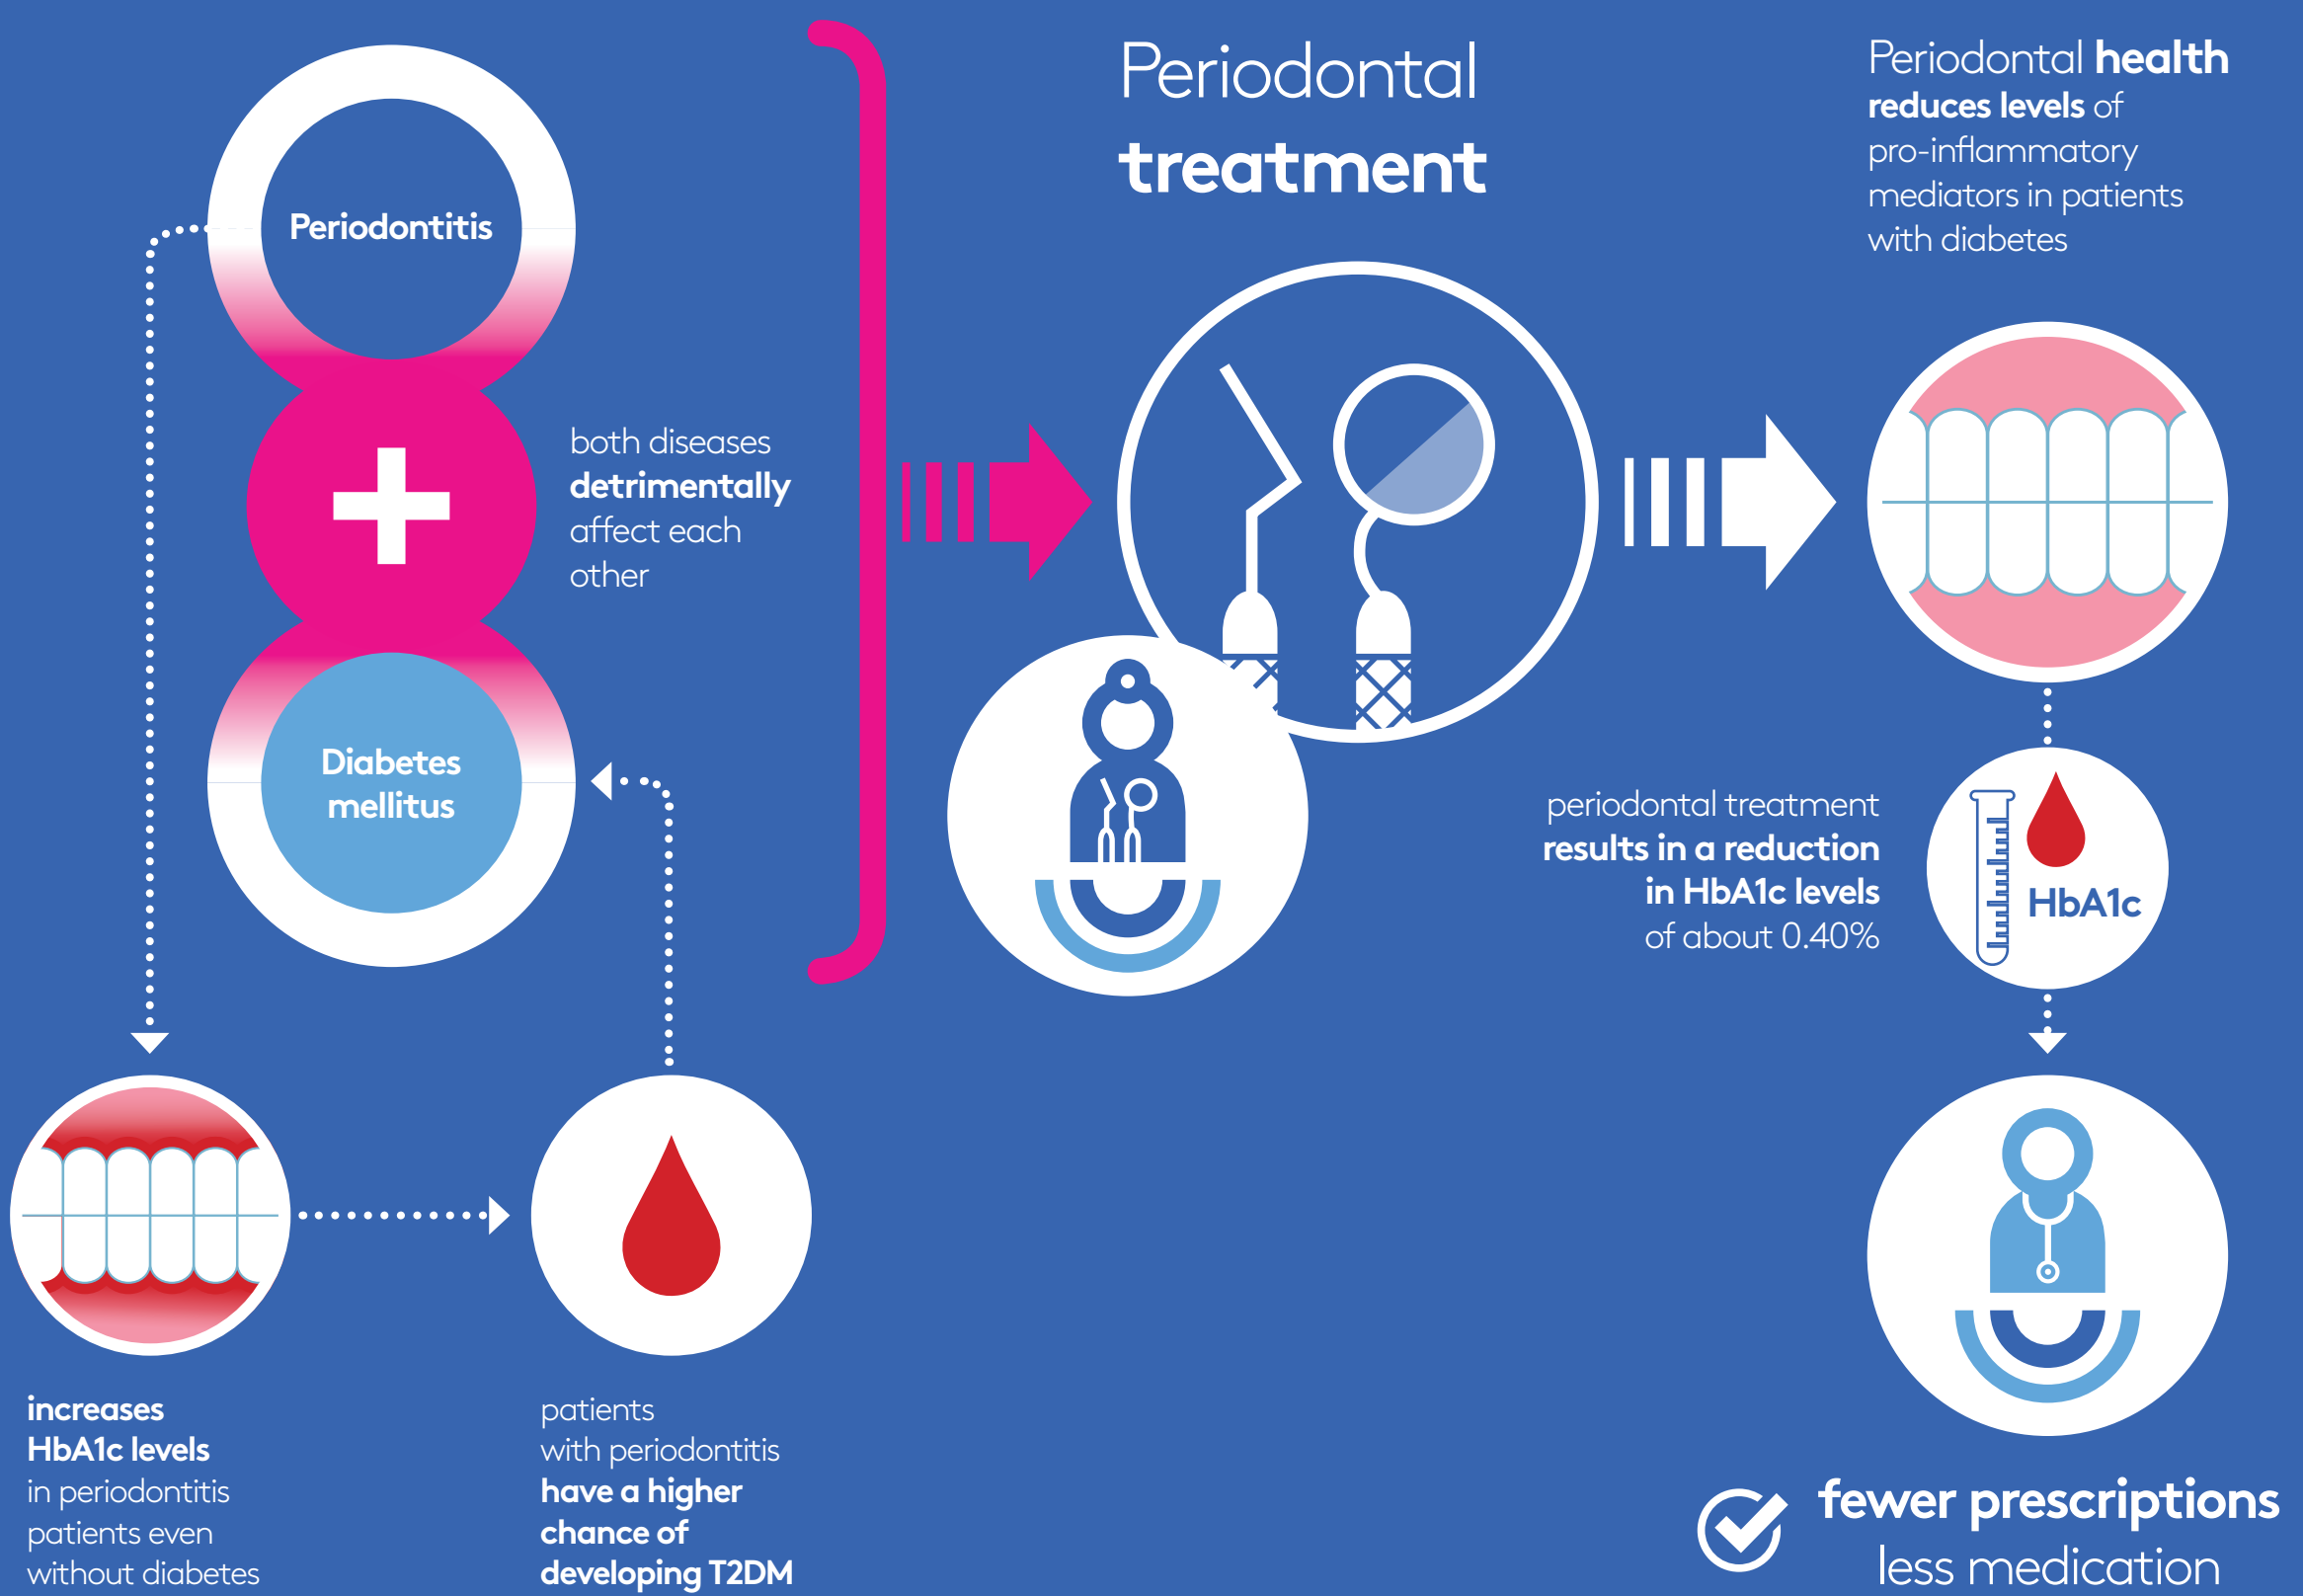 Periodontitis
both diseases
detrimentally
affect each
other
Diabetes
mellitus
increases
HbA1c levels
in periodontitis
patients even
without diabetes
patients
with periodontitis
have a higher
chance of
developing T2DM
Periodontal
treatment
Periodontal health
reduces levels of
pro-inflammatory
mediators in patients
with diabetes
periodontal treatment
results in a reduction
in HbA1c levels
of about 0.40%
HbA1c
fewer prescriptions
less medication